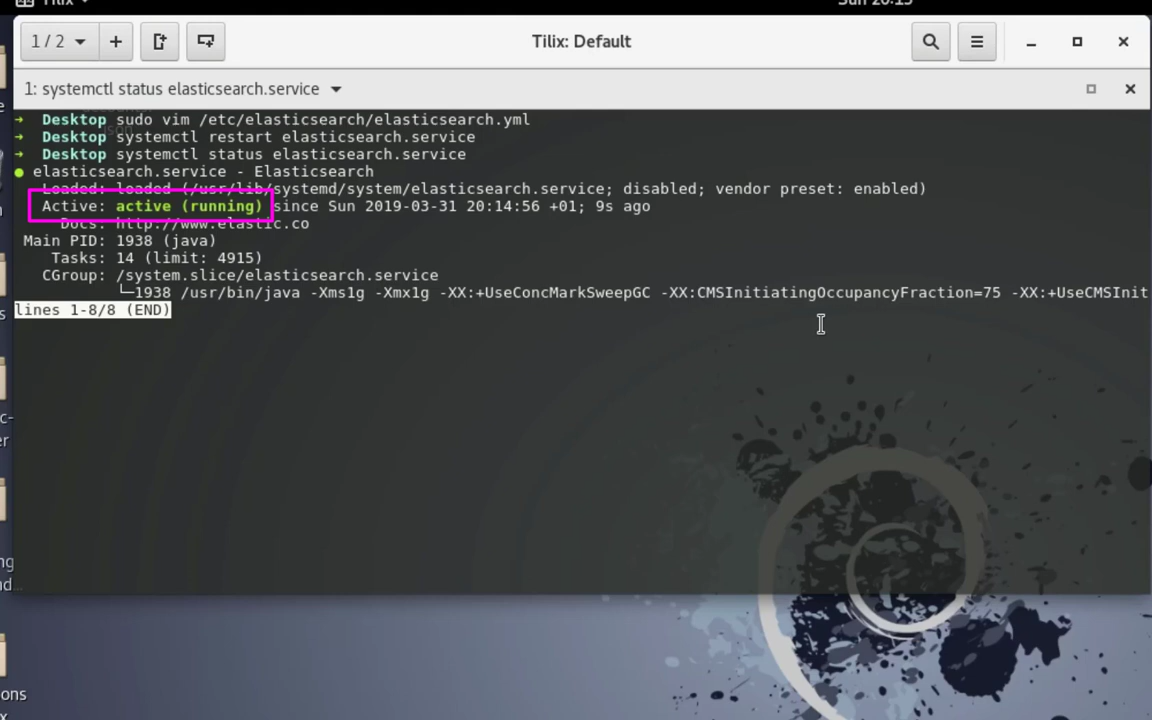 Tilix
Sun 20:15
1 / 2
Tilix: Default
1: systemctl status elasticsearch.service
➜ Desktop sudo vim /etc/elasticsearch/elasticsearch.yml
➜ Desktop systemctl restart elasticsearch.service
➜ Desktop systemctl status elasticsearch.service
● elasticsearch.service - Elasticsearch
Loaded: loaded (/usr/lib/systemd/system/elasticsearch.service; disabled; vendor preset: enabled)
Active: active (running) since Sun 2019-03-31 20:14:56 +01; 9s ago
Docs: http://www.elastic.co
Main PID: 1938 (java)
Tasks: 14 (limit: 4915)
CGroup: /system.slice/elasticsearch.service
└─1938 /usr/bin/java -Xms1g -Xmx1g -XX:+UseConcMarkSweepGC -XX:CMSInitiatingOccupancyFraction=75 -XX:+UseCMSInit
lines 1-8/8 (END)